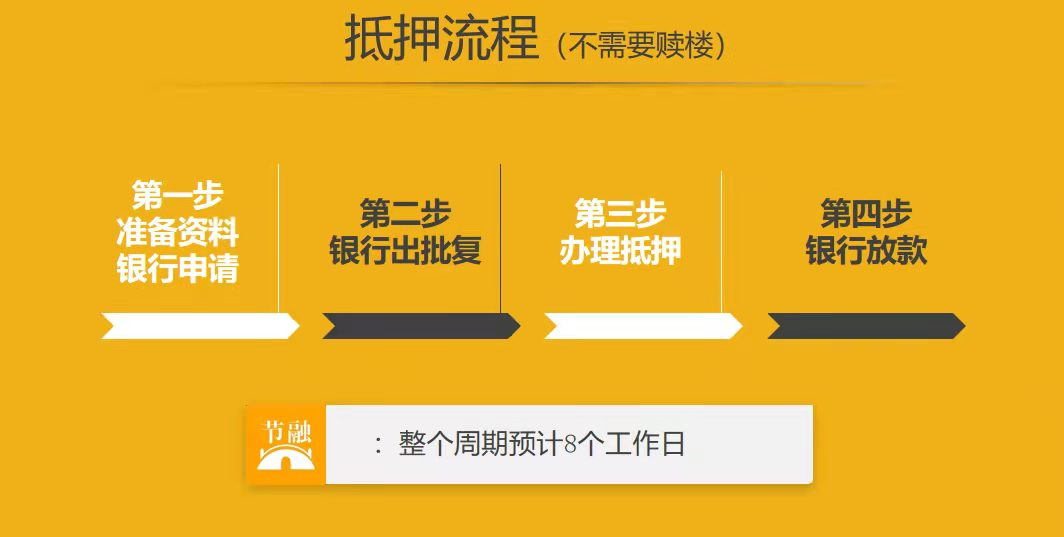 抵押流程（不需要赎楼）
第一步
准备资料
银行申请
第二步
银行出批复
第三步
办理抵押
第四步
银行放款
节融
：整个周期预计8个工作日